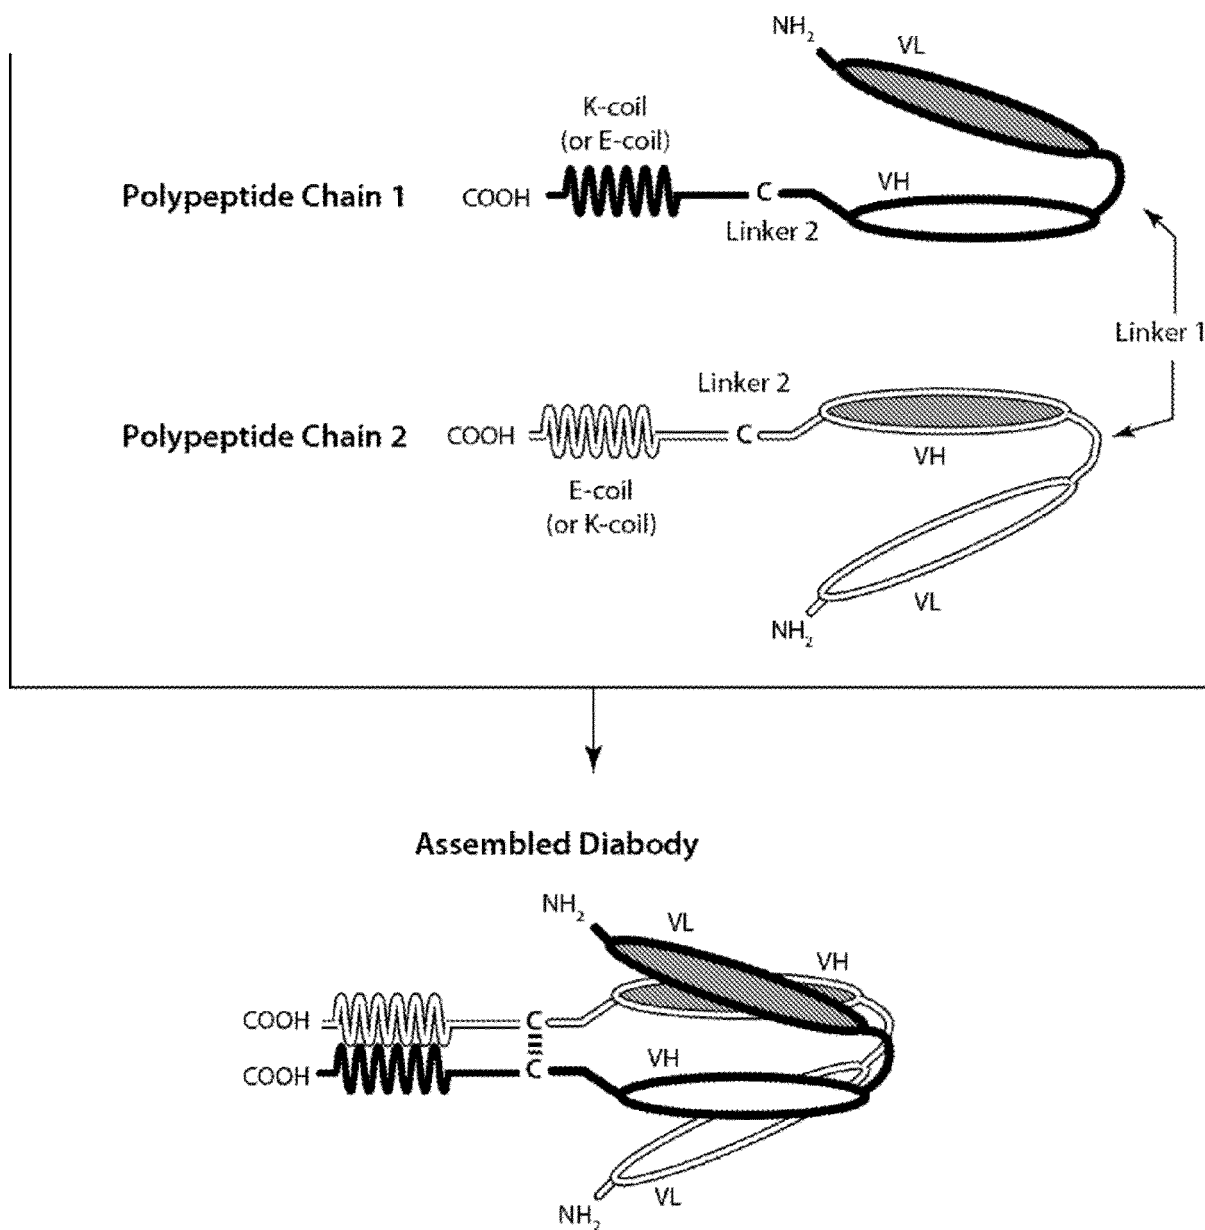 NH₂
VL
K-coil
(or E-coil)
Polypeptide Chain 1
COOH
C
VH
Linker 2
Linker 1
Linker 2
Polypeptide Chain 2
COOH
C
VH
E-coil
(or K-coil)
VL
NH₂
Assembled Diabody
NH₂
VL
VH
COOH
C
VH
COOH
C
VL
NH₂